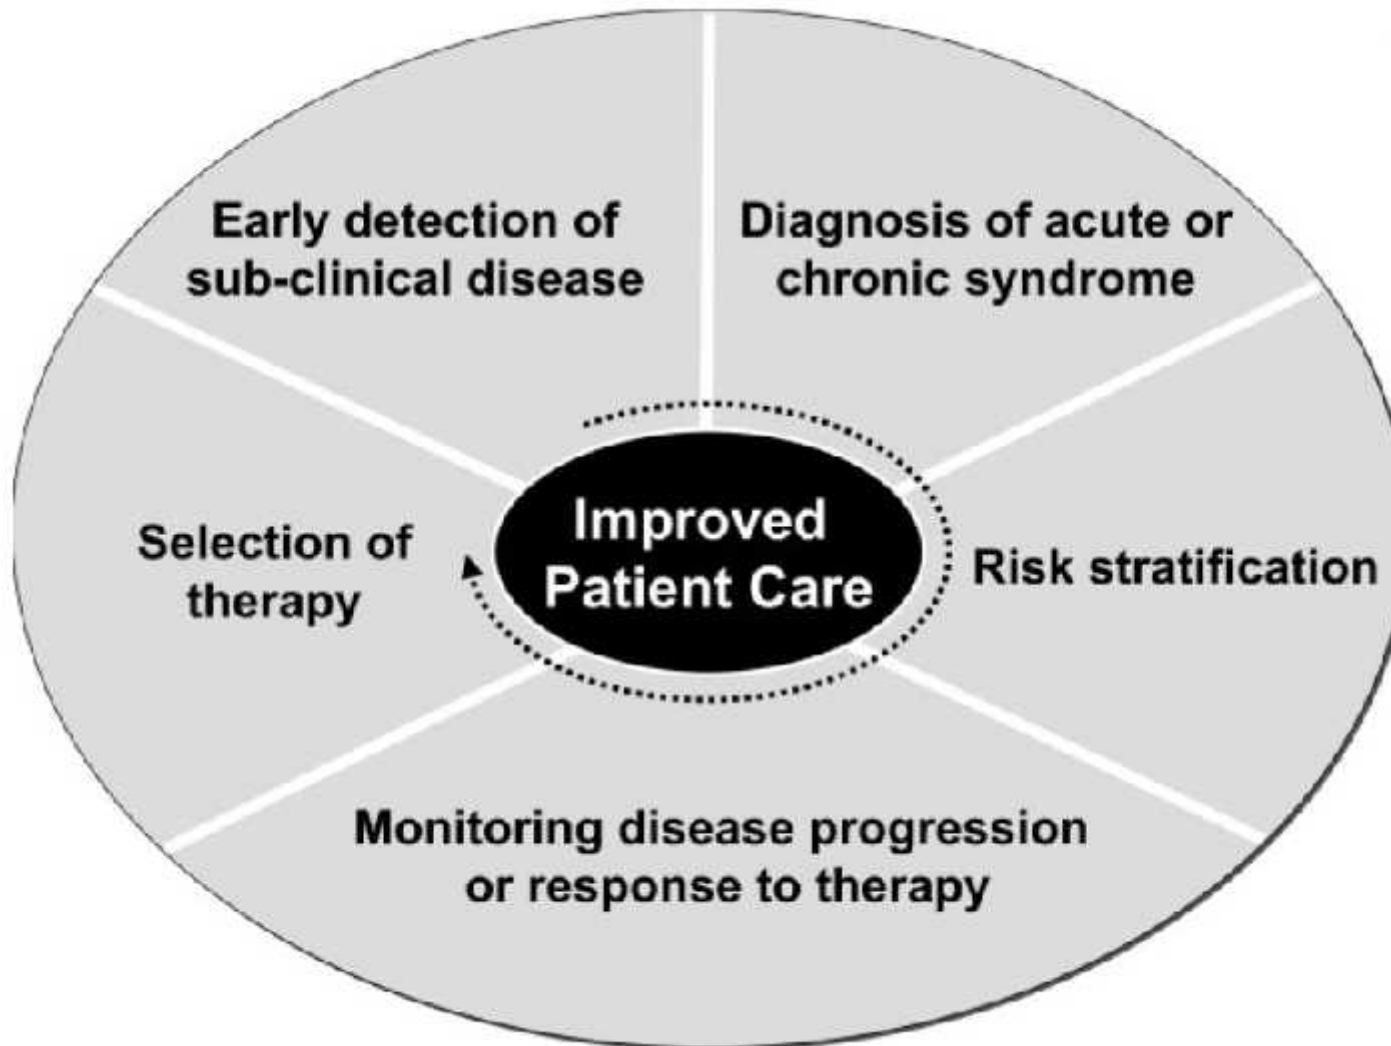 Early detection of
sub-clinical disease
Diagnosis of acute or
chronic syndrome
Risk stratification
Monitoring disease progression
or response to therapy
Selection of
therapy
Improved
Patient Care